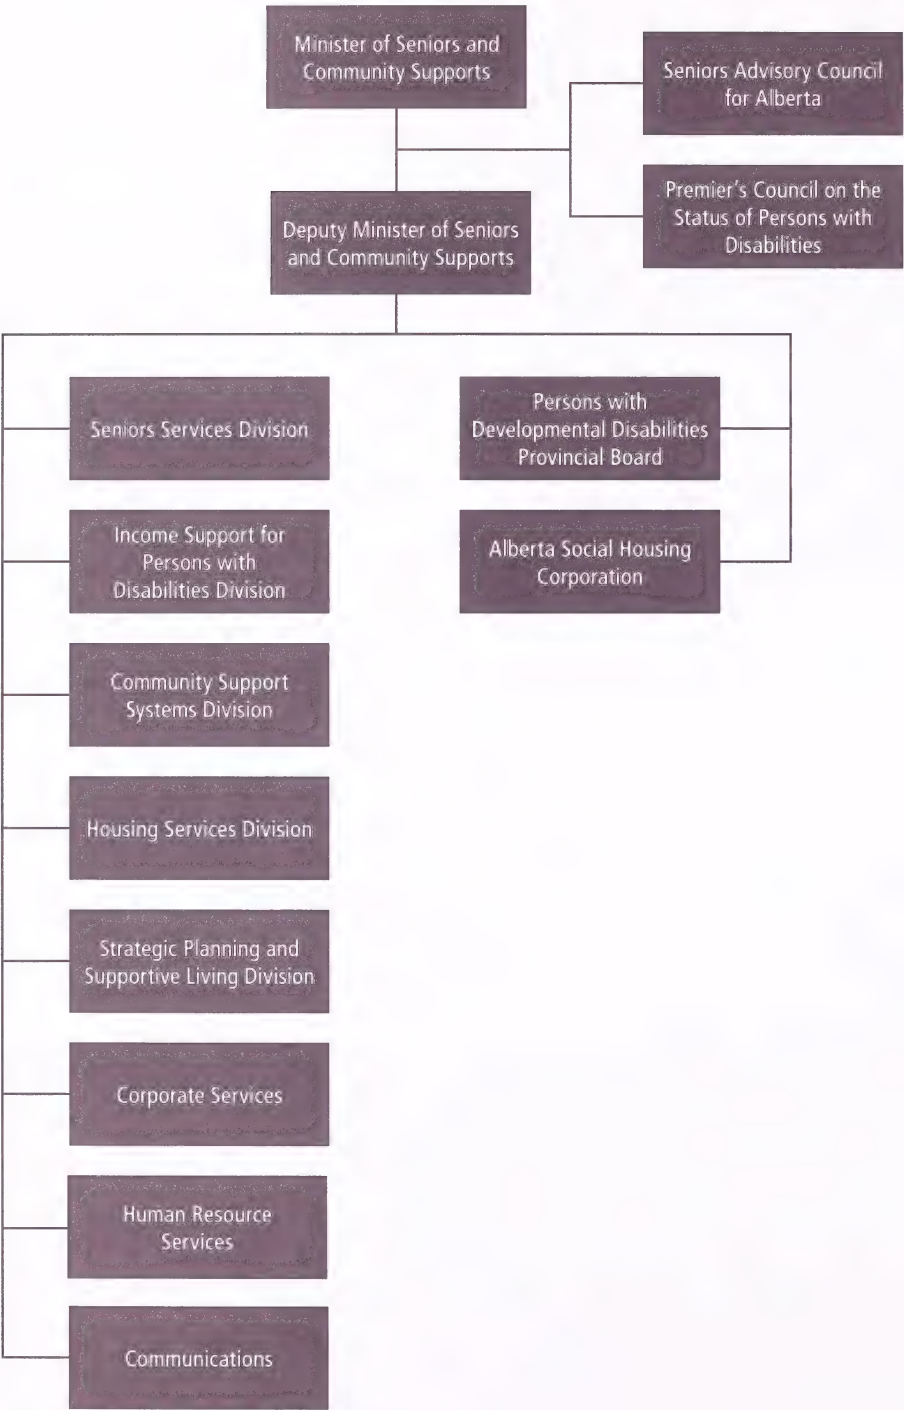 Minister of Seniors and
Community Supports
Seniors Advisory Council
for Alberta
Premier's Council on the
Status of Persons with
Disabilities
Deputy Minister of Seniors
and Community Supports
Seniors Services Division
Persons with
Developmental Disabilities
Provincial Board
Income Support for
Persons with
Disabilities Division
Alberta Social Housing
Corporation
Community Support
Systems Division
Housing Services Division
Strategic Planning and
Supportive Living Division
Corporate Services
Human Resource
Services
Communications